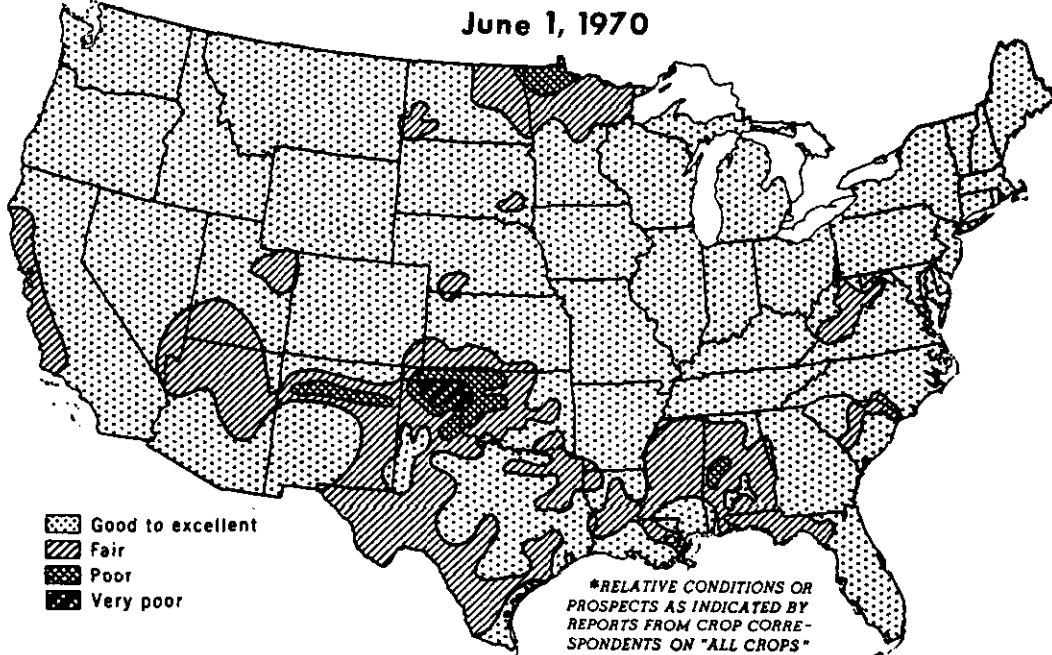 June 1, 1970
Good to excellent
Fair
Poor
Very poor
*RELATIVE CONDITIONS OR
PROSPECTS AS INDICATED BY
REPORTS FROM CROP CORRE-
SPONDENTS ON "ALL CROPS"